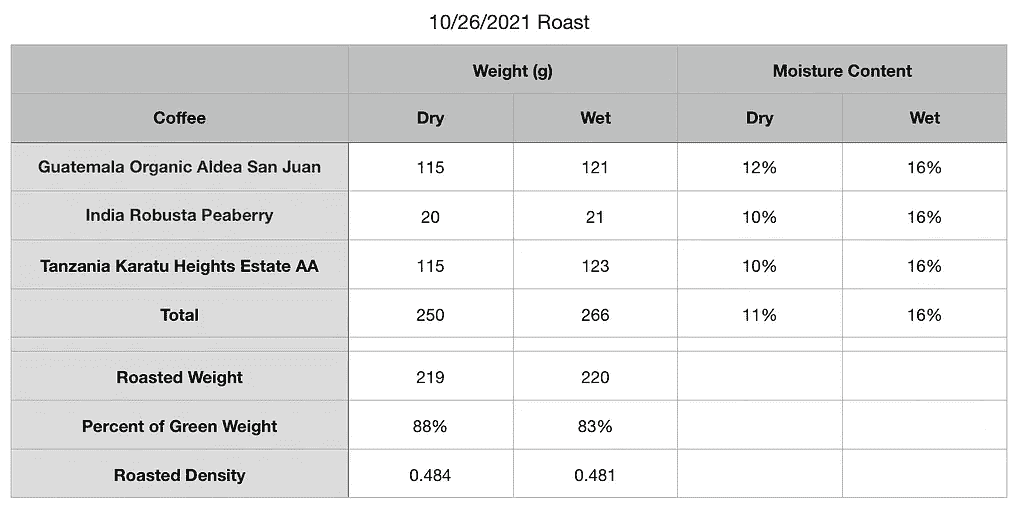 10/26/2021 Roast
Weight (g) Moisture Content
Coffee Dry Wet Dry Wet
Guatemala Organic Aldea San Juan 115 121 12% 16%
India Robusta Peaberry 20 21 10% 16%
Tanzania Karatu Heights Estate AA 115 123 10% 16%
Total 250 266 11% 16%
Roasted Weight 219 220
Percent of Green Weight 88% 83%
Roasted Density 0.484 0.481